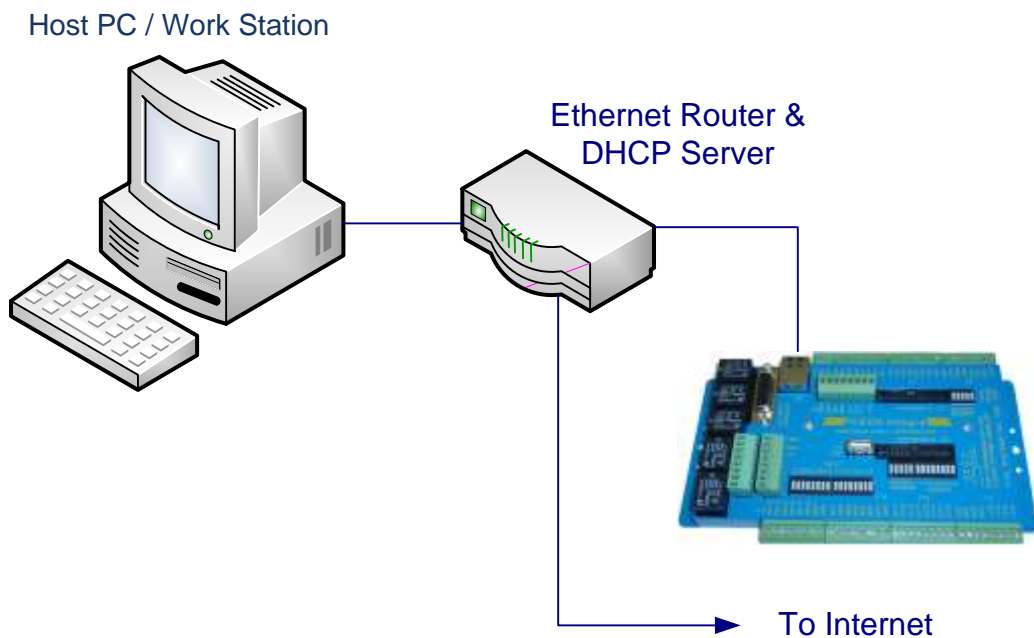 Host PC / Work Station
Ethernet Router &
DHCP Server
To Internet